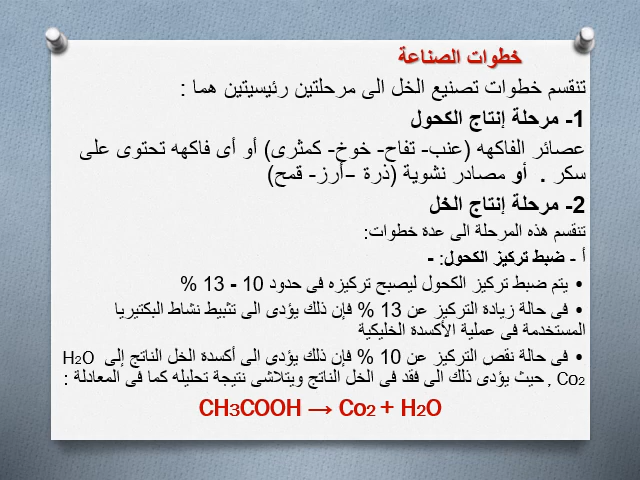 خطوات الصناعة
تنقسم خطوات تصنيع الخل الى مرحلتين رئيسيتين هما :
1- مرحلة إنتاج الكحول
عصائر الفاكهه (عنب- تفاح- خوخ- كمثرى) أو أى فاكهه تحتوى على
سكر . أو مصادر نشوية (ذرة –أرز- قمح)
2- مرحلة إنتاج الخل
تنقسم هذه المرحلة الى عدة خطوات:
أ - ضبط تركيز الكحول: -
• يتم ضبط تركيز الكحول ليصبح تركيزه فى حدود 10 - 13 %
• فى حالة زيادة التركيز عن 13 % فإن ذلك يؤدى الى تثبيط نشاط البكتيريا
المستخدمة فى عملية الأكسدة الخليكية
• فى حالة نقص التركيز عن 10 % فإن ذلك يؤدى الى أكسدة الخل الناتج إلى H2O
Co2 , حيث يؤدى ذلك الى فقد فى الخل الناتج ويتلاشى نتيجة تحليله كما فى المعادلة :
CH3COOH → Co2 + H2O